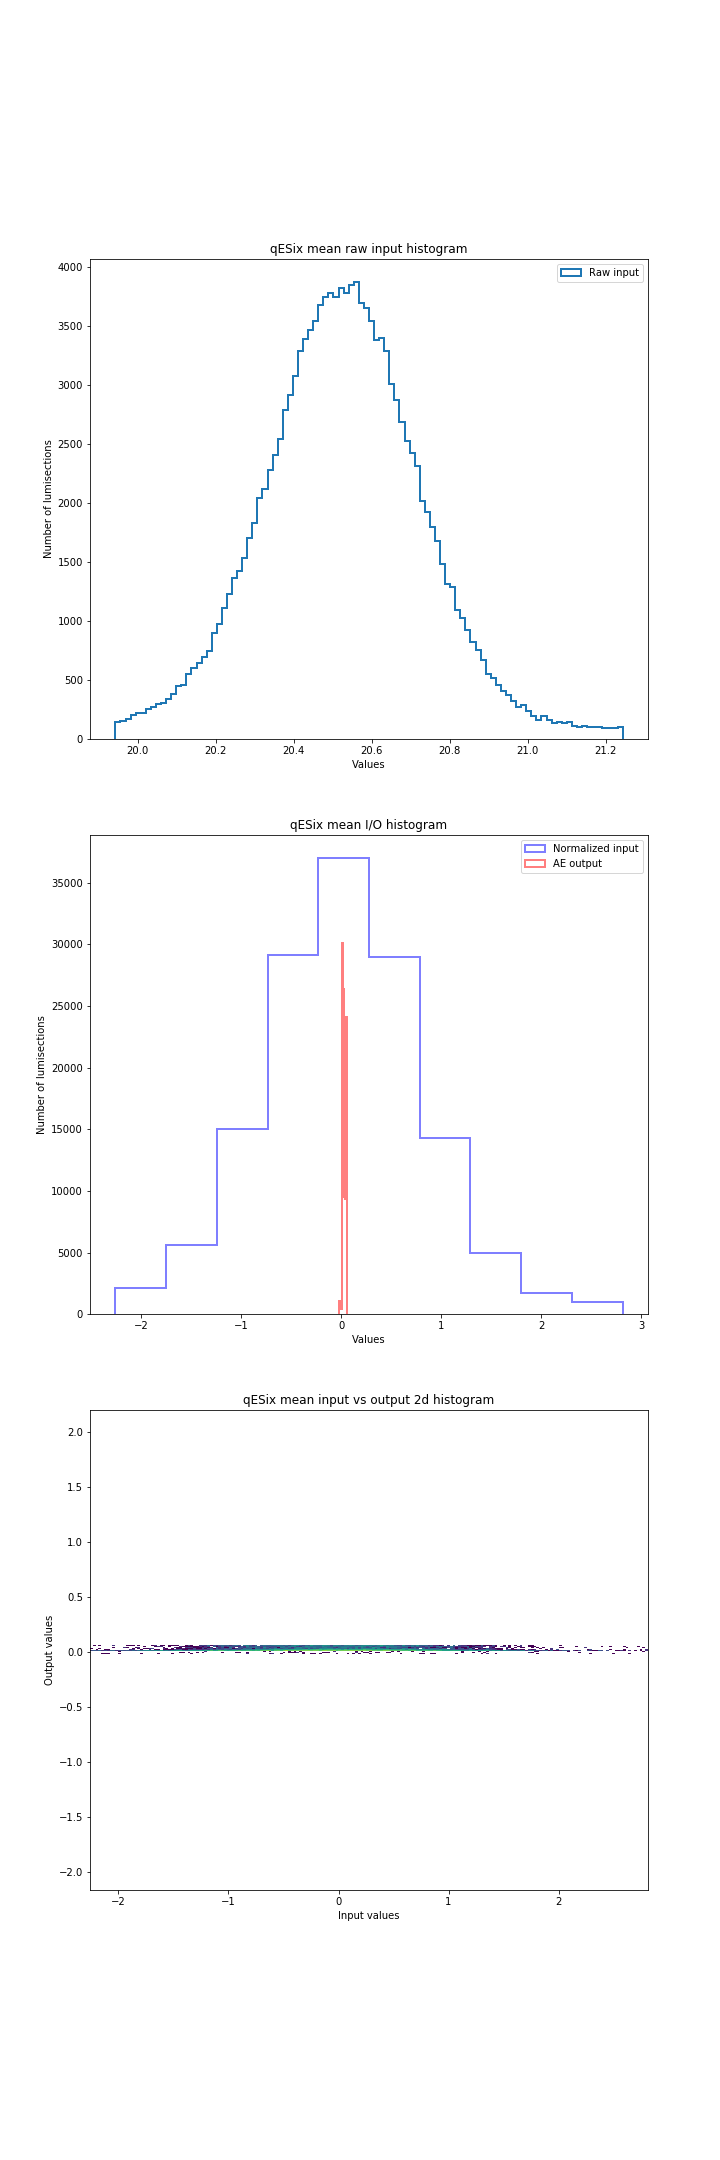 qESix mean raw input histogram
Raw input
4000
3500
3000
2500
2000
1500
1000
500
0
Number of lumisections
20.0 20.2 20.4 20.6 20.8 21.0 21.2
Values
qESix mean I/O histogram
Normalized input
AE output
35000
30000
25000
20000
15000
10000
5000
0
Number of lumisections
−2 −1 0 1 2 3
Values
qESix mean input vs output 2d histogram
2.0
1.5
1.0
0.5
0.0
−0.5
−1.0
−1.5
−2.0
Output values
−2 −1 0 1 2
Input values